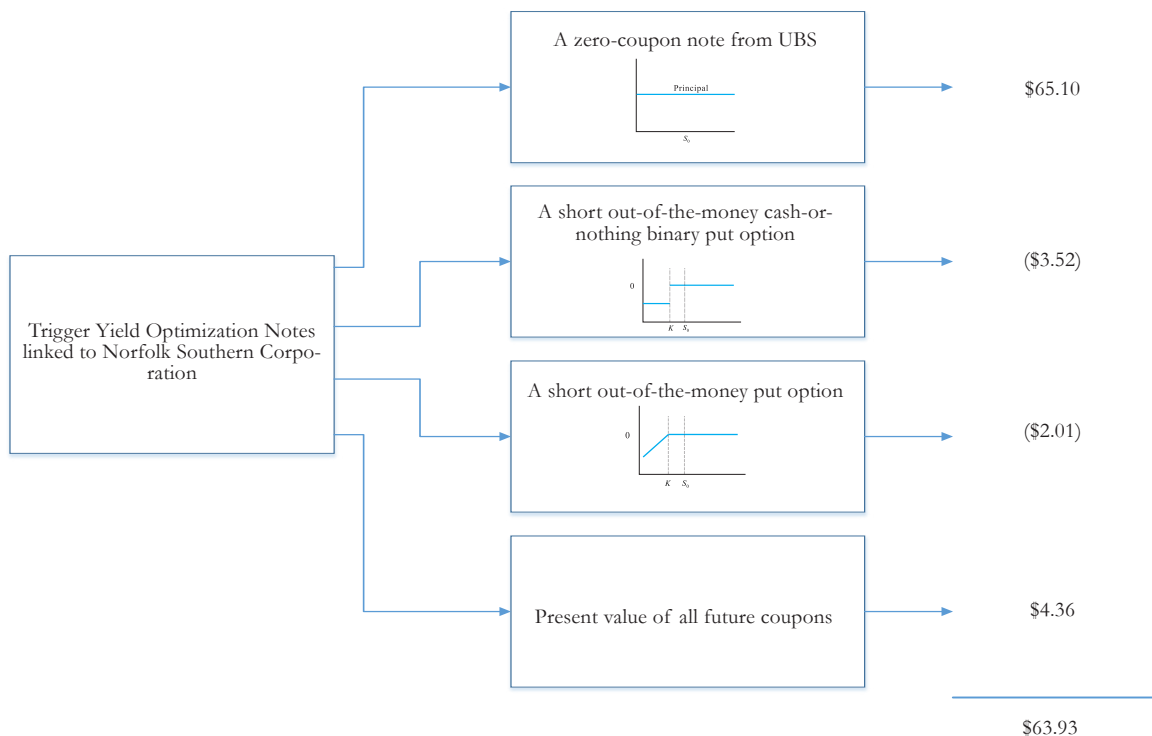 A zero-coupon note from UBS
Principal
S₀
$65.10
A short out-of-the-money cash-or-
nothing binary put option
0
K
S₀
($3.52)
Trigger Yield Optimization Notes
linked to Norfolk Southern Corpo-
ration
A short out-of-the-money put option
0
K
S₀
($2.01)
Present value of all future coupons
$4.36
$63.93